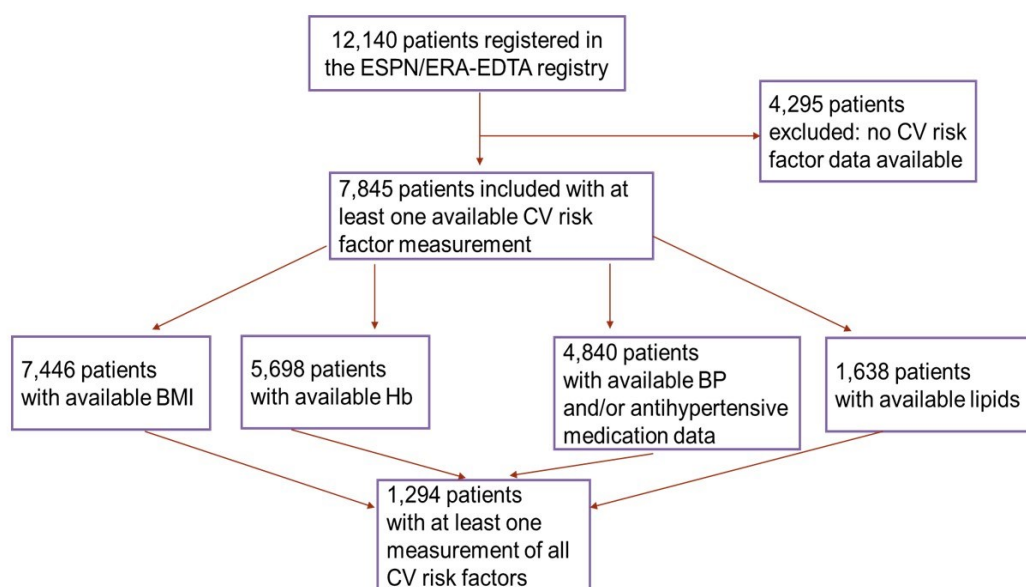 12,140 patients registered in
the ESPN/ERA-EDTA registry
4,295 patients
excluded: no CV risk
factor data available
7,845 patients included with at
least one available CV risk
factor measurement
7,446 patients
with available BMI
5,698 patients
with available Hb
4,840 patients
with available BP
and/or antihypertensive
medication data
1,638 patients
with available lipids
1,294 patients
with at least one
measurement of all
CV risk factors